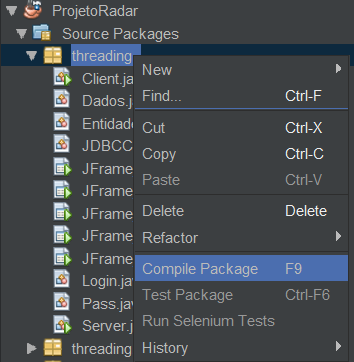 ProjetoRadar
Source Packages
threading
Client.ja
Dados.ja
Entidade
JDBCC
JFrame
JFrame
JFrame
JFrame
JFrame
Login.jav
Pass.jav
Server.j
threading
New
Find... Ctrl-F
Cut Ctrl-X
Copy Ctrl-C
Paste Ctrl-V
Delete Delete
Refactor
Compile Package F9
Test Package Ctrl-F6
Run Selenium Tests
History